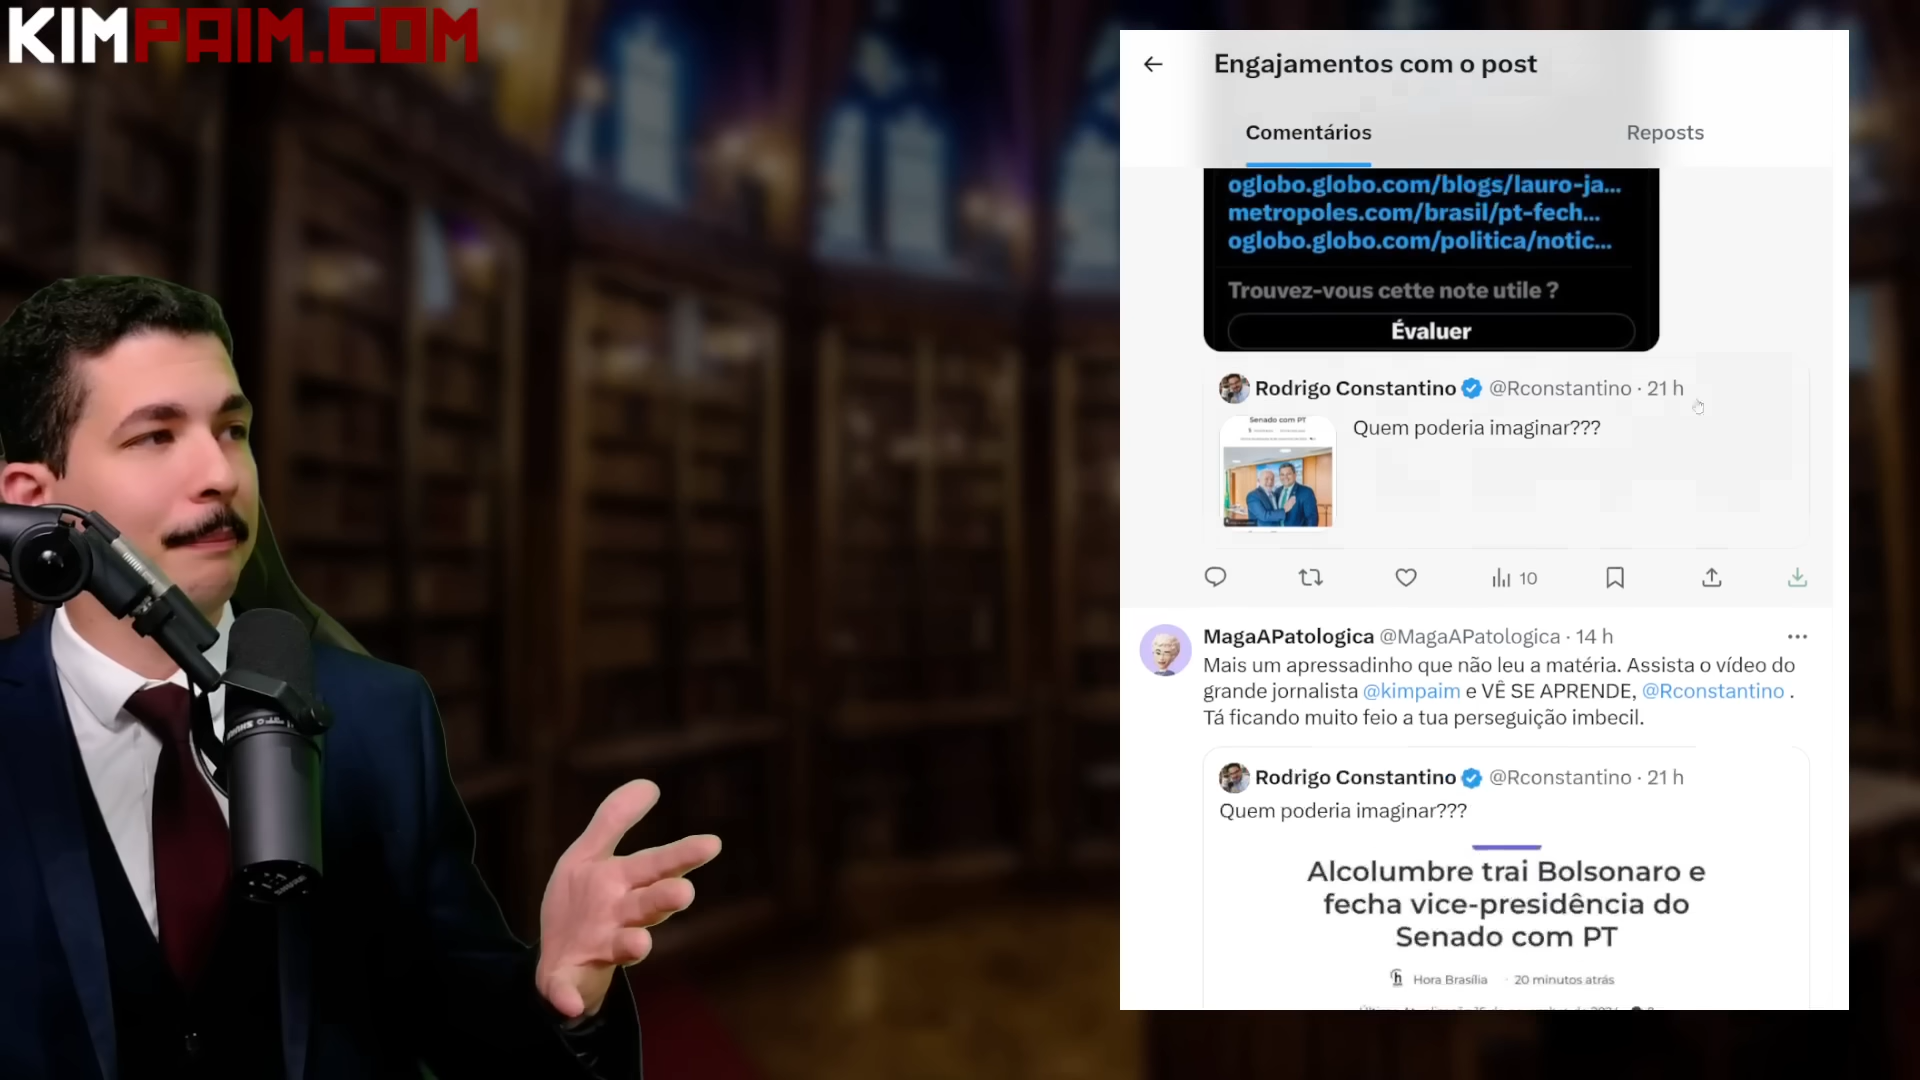 KIMPAIM.COM
Engajamentos com o post
Comentários
Reposts
oglobo.globo.com/blogs/lauro-ja...
metropoles.com/brasil/pt-fech...
oglobo.globo.com/politica/notic...
Trouvez-vous cette note utile ?
Évaluer
Rodrigo Constantino @Rconstantino · 21 h
Senado com PT
Quem poderia imaginar???
10
MagaAPatologica @MagaAPatologica · 14 h
Mais um apressadinho que não leu a matéria. Assista o vídeo do
grande jornalista @kimpaim e VÊ SE APRENDE, @Rconstantino .
Tá ficando muito feio a tua perseguição imbecil.
Rodrigo Constantino @Rconstantino · 21 h
Quem poderia imaginar???
Alcolumbre trai Bolsonaro e
fecha vice-presidência do
Senado com PT
h Hora Brasília · 20 minutos atrás